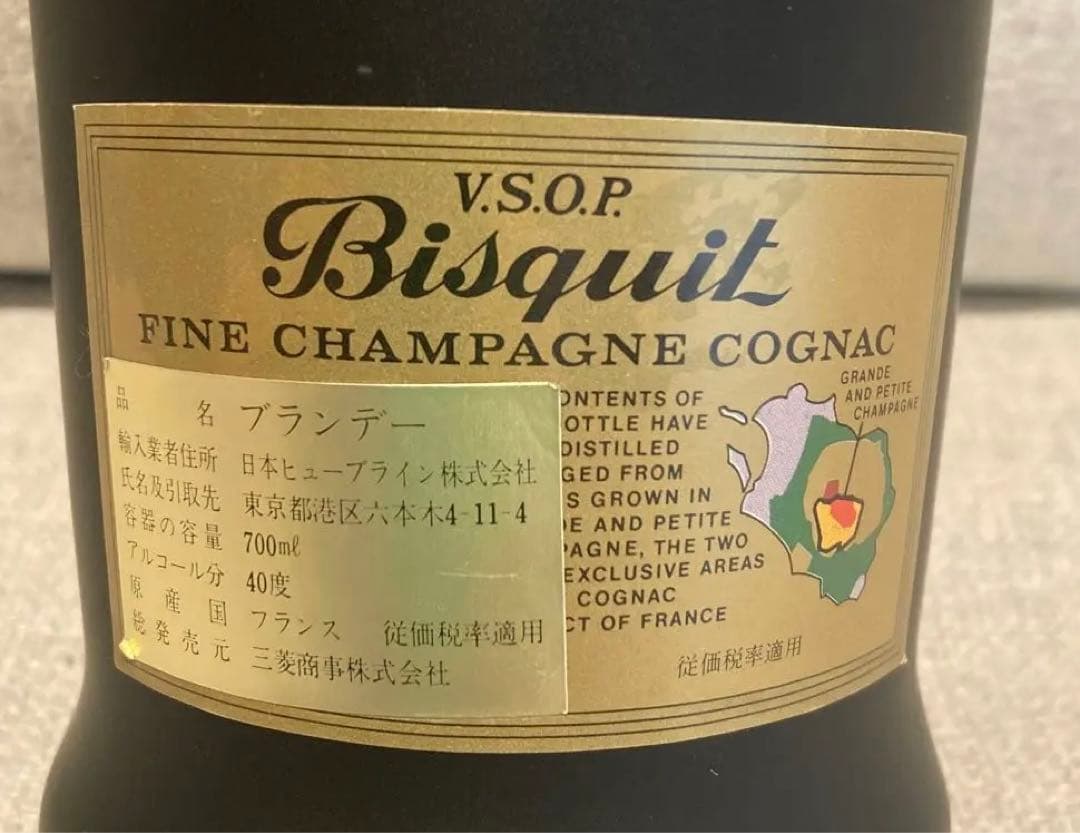 V.S.O.P.
Bisquit
FINE CHAMPAGNE COGNAC
品名 ブランデー
輸入業者住所 日本ヒューブライン株式会社
氏名及引取先 東京都港区六本木4-11-4
容器の容量 700mℓ
アルコール分 40度
原産国 フランス 従価税率適用
総発売元 三菱商事株式会社
ONTENTS OF
OTTLE HAVE
DISTILLED
GED FROM
S GROWN IN
DE AND PETITE
PAGNE, THE TWO
EXCLUSIVE AREAS
COGNAC
CT OF FRANCE
従価税率適用
GRANDE
AND PETITE
CHAMPAGNE